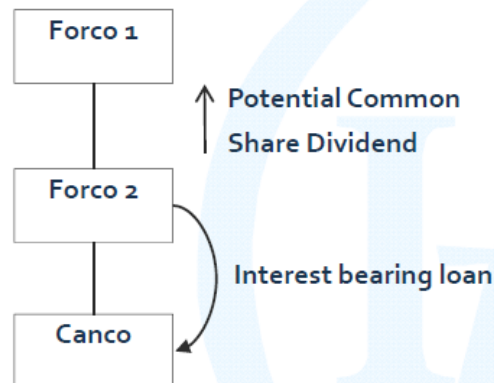 Forco 1
Potential Common
Share Dividend
Forco 2
Interest bearing loan
Canco